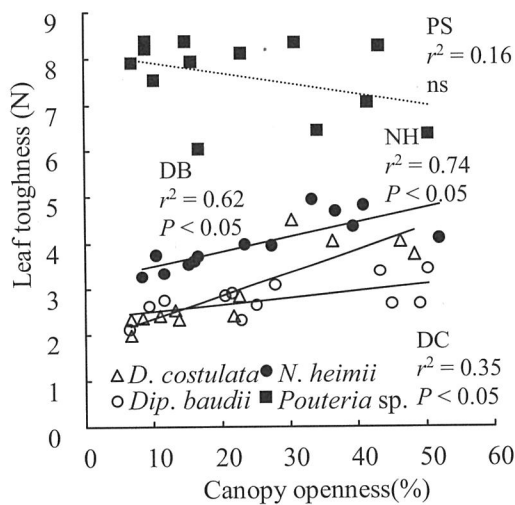 9
8
7
6
5
4
3
2
1
0
Leaf toughness (N)
PS
r² = 0.16
ns
NH
r² = 0.74
P < 0.05
DB
r² = 0.62
P < 0.05
DC
r² = 0.35
P < 0.05
D. costulata N. heimii
Dip. baudii Pouteria sp.
0 10 20 30 40 50 60
Canopy openness(%)